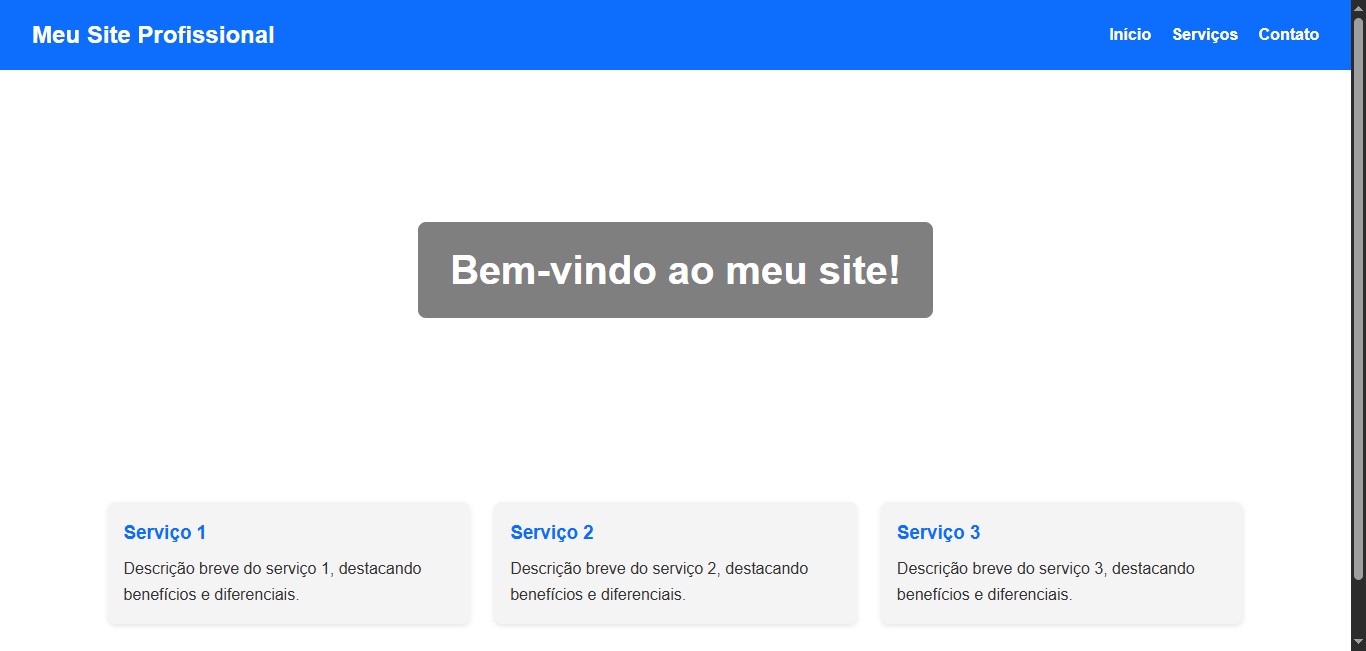 Meu Site Profissional
Início Serviços Contato
Bem-vindo ao meu site!
Serviço 1
Descrição breve do serviço 1, destacando
benefícios e diferenciais.
Serviço 2
Descrição breve do serviço 2, destacando
benefícios e diferenciais.
Serviço 3
Descrição breve do serviço 3, destacando
benefícios e diferenciais.